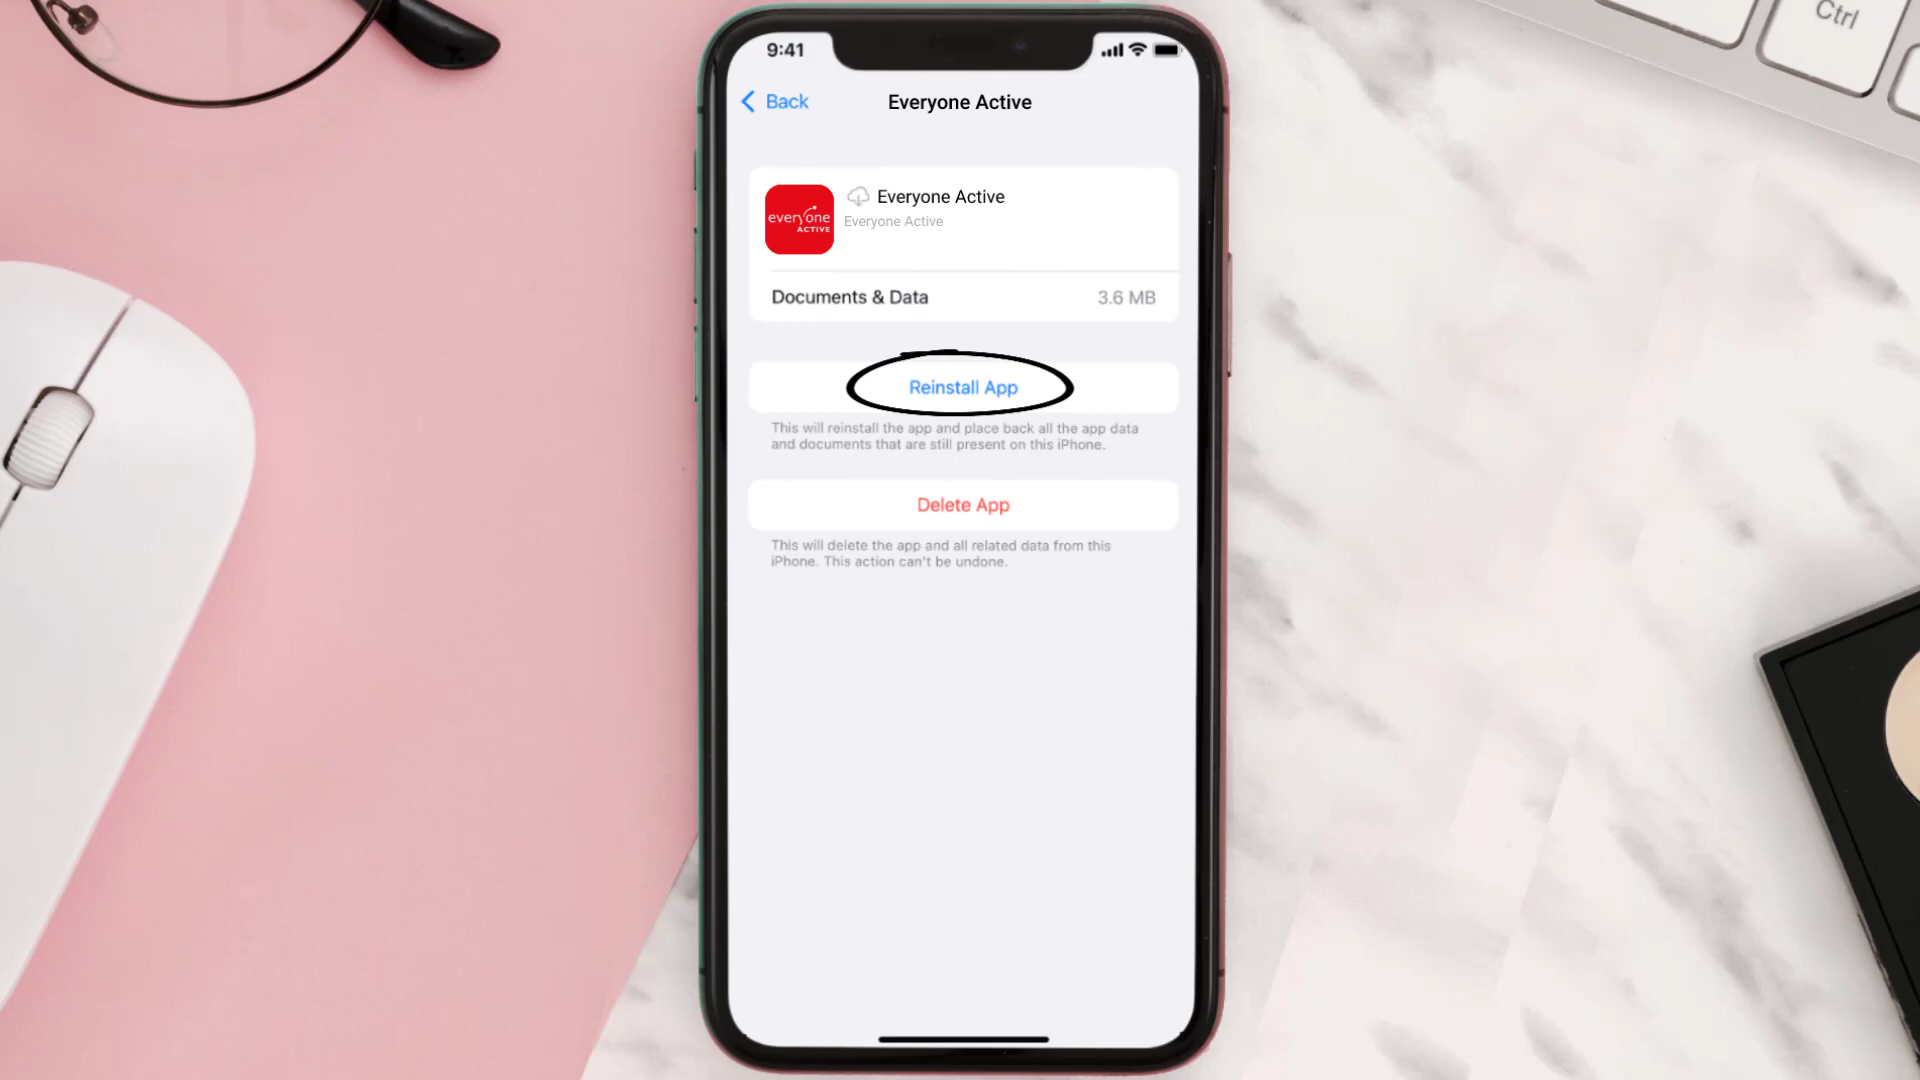 Ctrl
9:41
Back
Everyone Active
everyone
ACTIVE
Everyone Active
Everyone Active
Documents & Data
3.6 MB
Reinstall App
This will reinstall the app and place back all the app data
and documents that are still present on this iPhone.
Delete App
This will delete the app and all related data from this
iPhone. This action can't be undone.